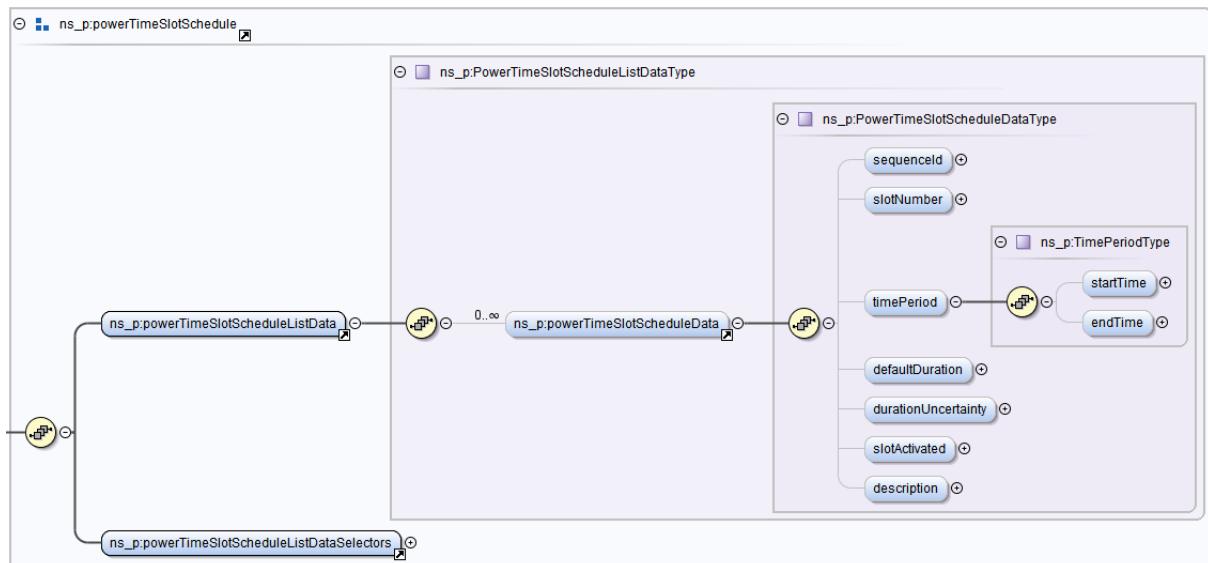 ns_p:powerTimeSlotSchedule
ns_p:PowerTimeSlotScheduleListDataType
ns_p:PowerTimeSlotScheduleDataType
sequenceId
slotNumber
ns_p:TimePeriodType
startTime
timePeriod
endTime
ns_p:powerTimeSlotScheduleListData
0..∞
ns_p:powerTimeSlotScheduleData
defaultDuration
durationUncertainty
slotActivated
description
ns_p:powerTimeSlotScheduleListDataSelectors